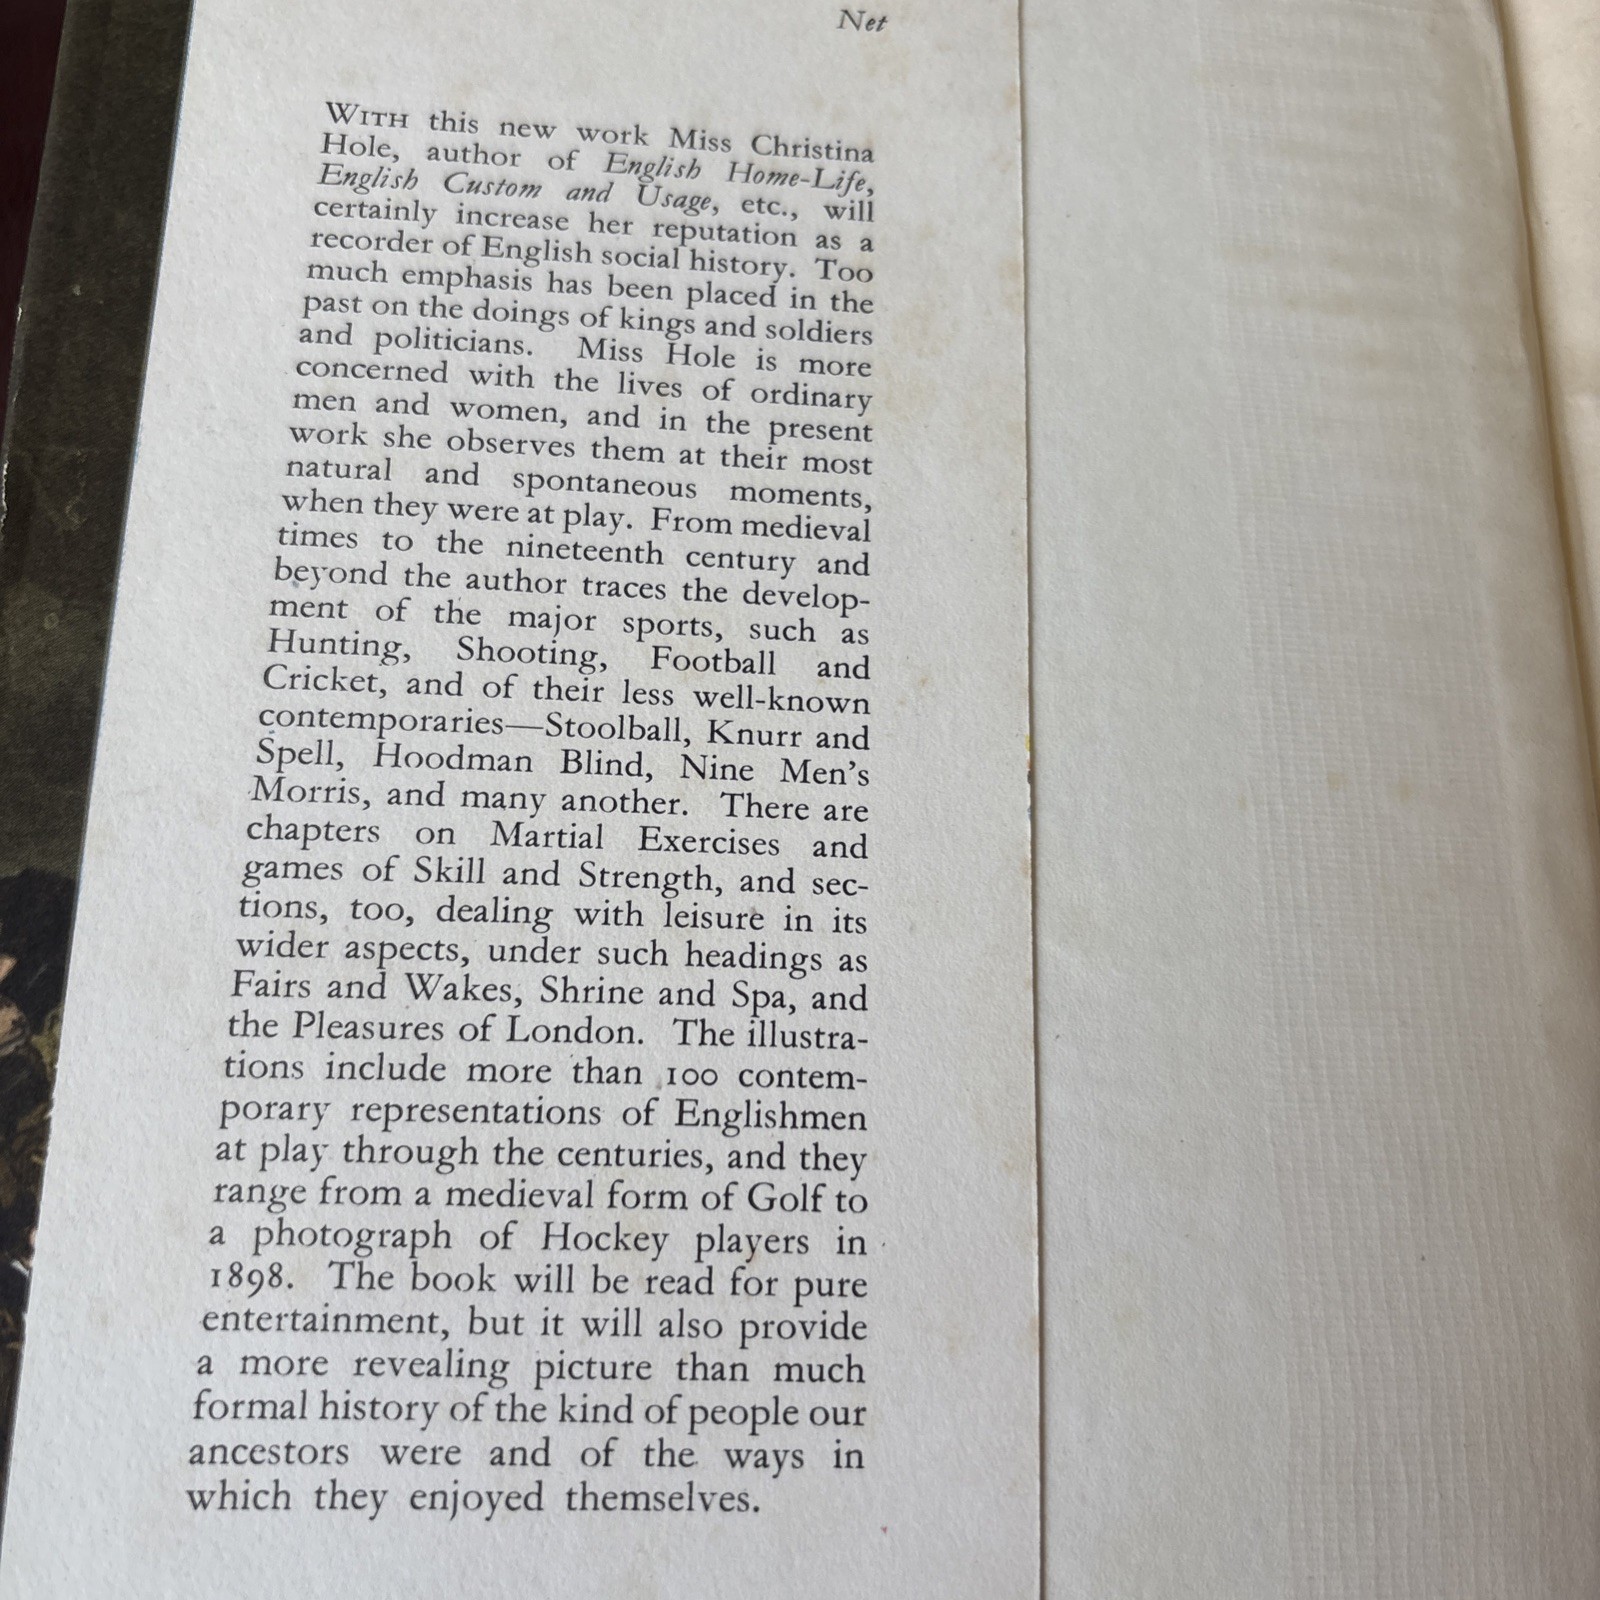 Net
WITH this new work Miss Christina
Hole, author of English Home-Life,
English Custom and Usage, etc., will
certainly increase her reputation as a
recorder of English social history. Too
much emphasis has been placed in the
past on the doings of kings and soldiers
and politicians. Miss Hole is more
concerned with the lives of ordinary
men and women, and in the present
work she observes them at their most
natural and spontaneous moments,
when they were at play. From medieval
times to the nineteenth century and
beyond the author traces the develop-
ment of the major sports, such as
Hunting, Shooting, Football and
Cricket, and of their less well-known
contemporaries—Stoolball, Knurr and
Spell, Hoodman Blind, Nine Men's
Morris, and many another. There are
chapters on Martial Exercises and
games of Skill and Strength, and sec-
tions, too, dealing with leisure in its
wider aspects, under such headings as
Fairs and Wakes, Shrine and Spa, and
the Pleasures of London. The illustra-
tions include more than 100 contem-
porary representations of Englishmen
at play through the centuries, and they
range from a medieval form of Golf to
a photograph of Hockey players in
1898. The book will be read for pure
entertainment, but it will also provide
a more revealing picture than much
formal history of the kind of people our
ancestors were and of the ways in
which they enjoyed themselves.